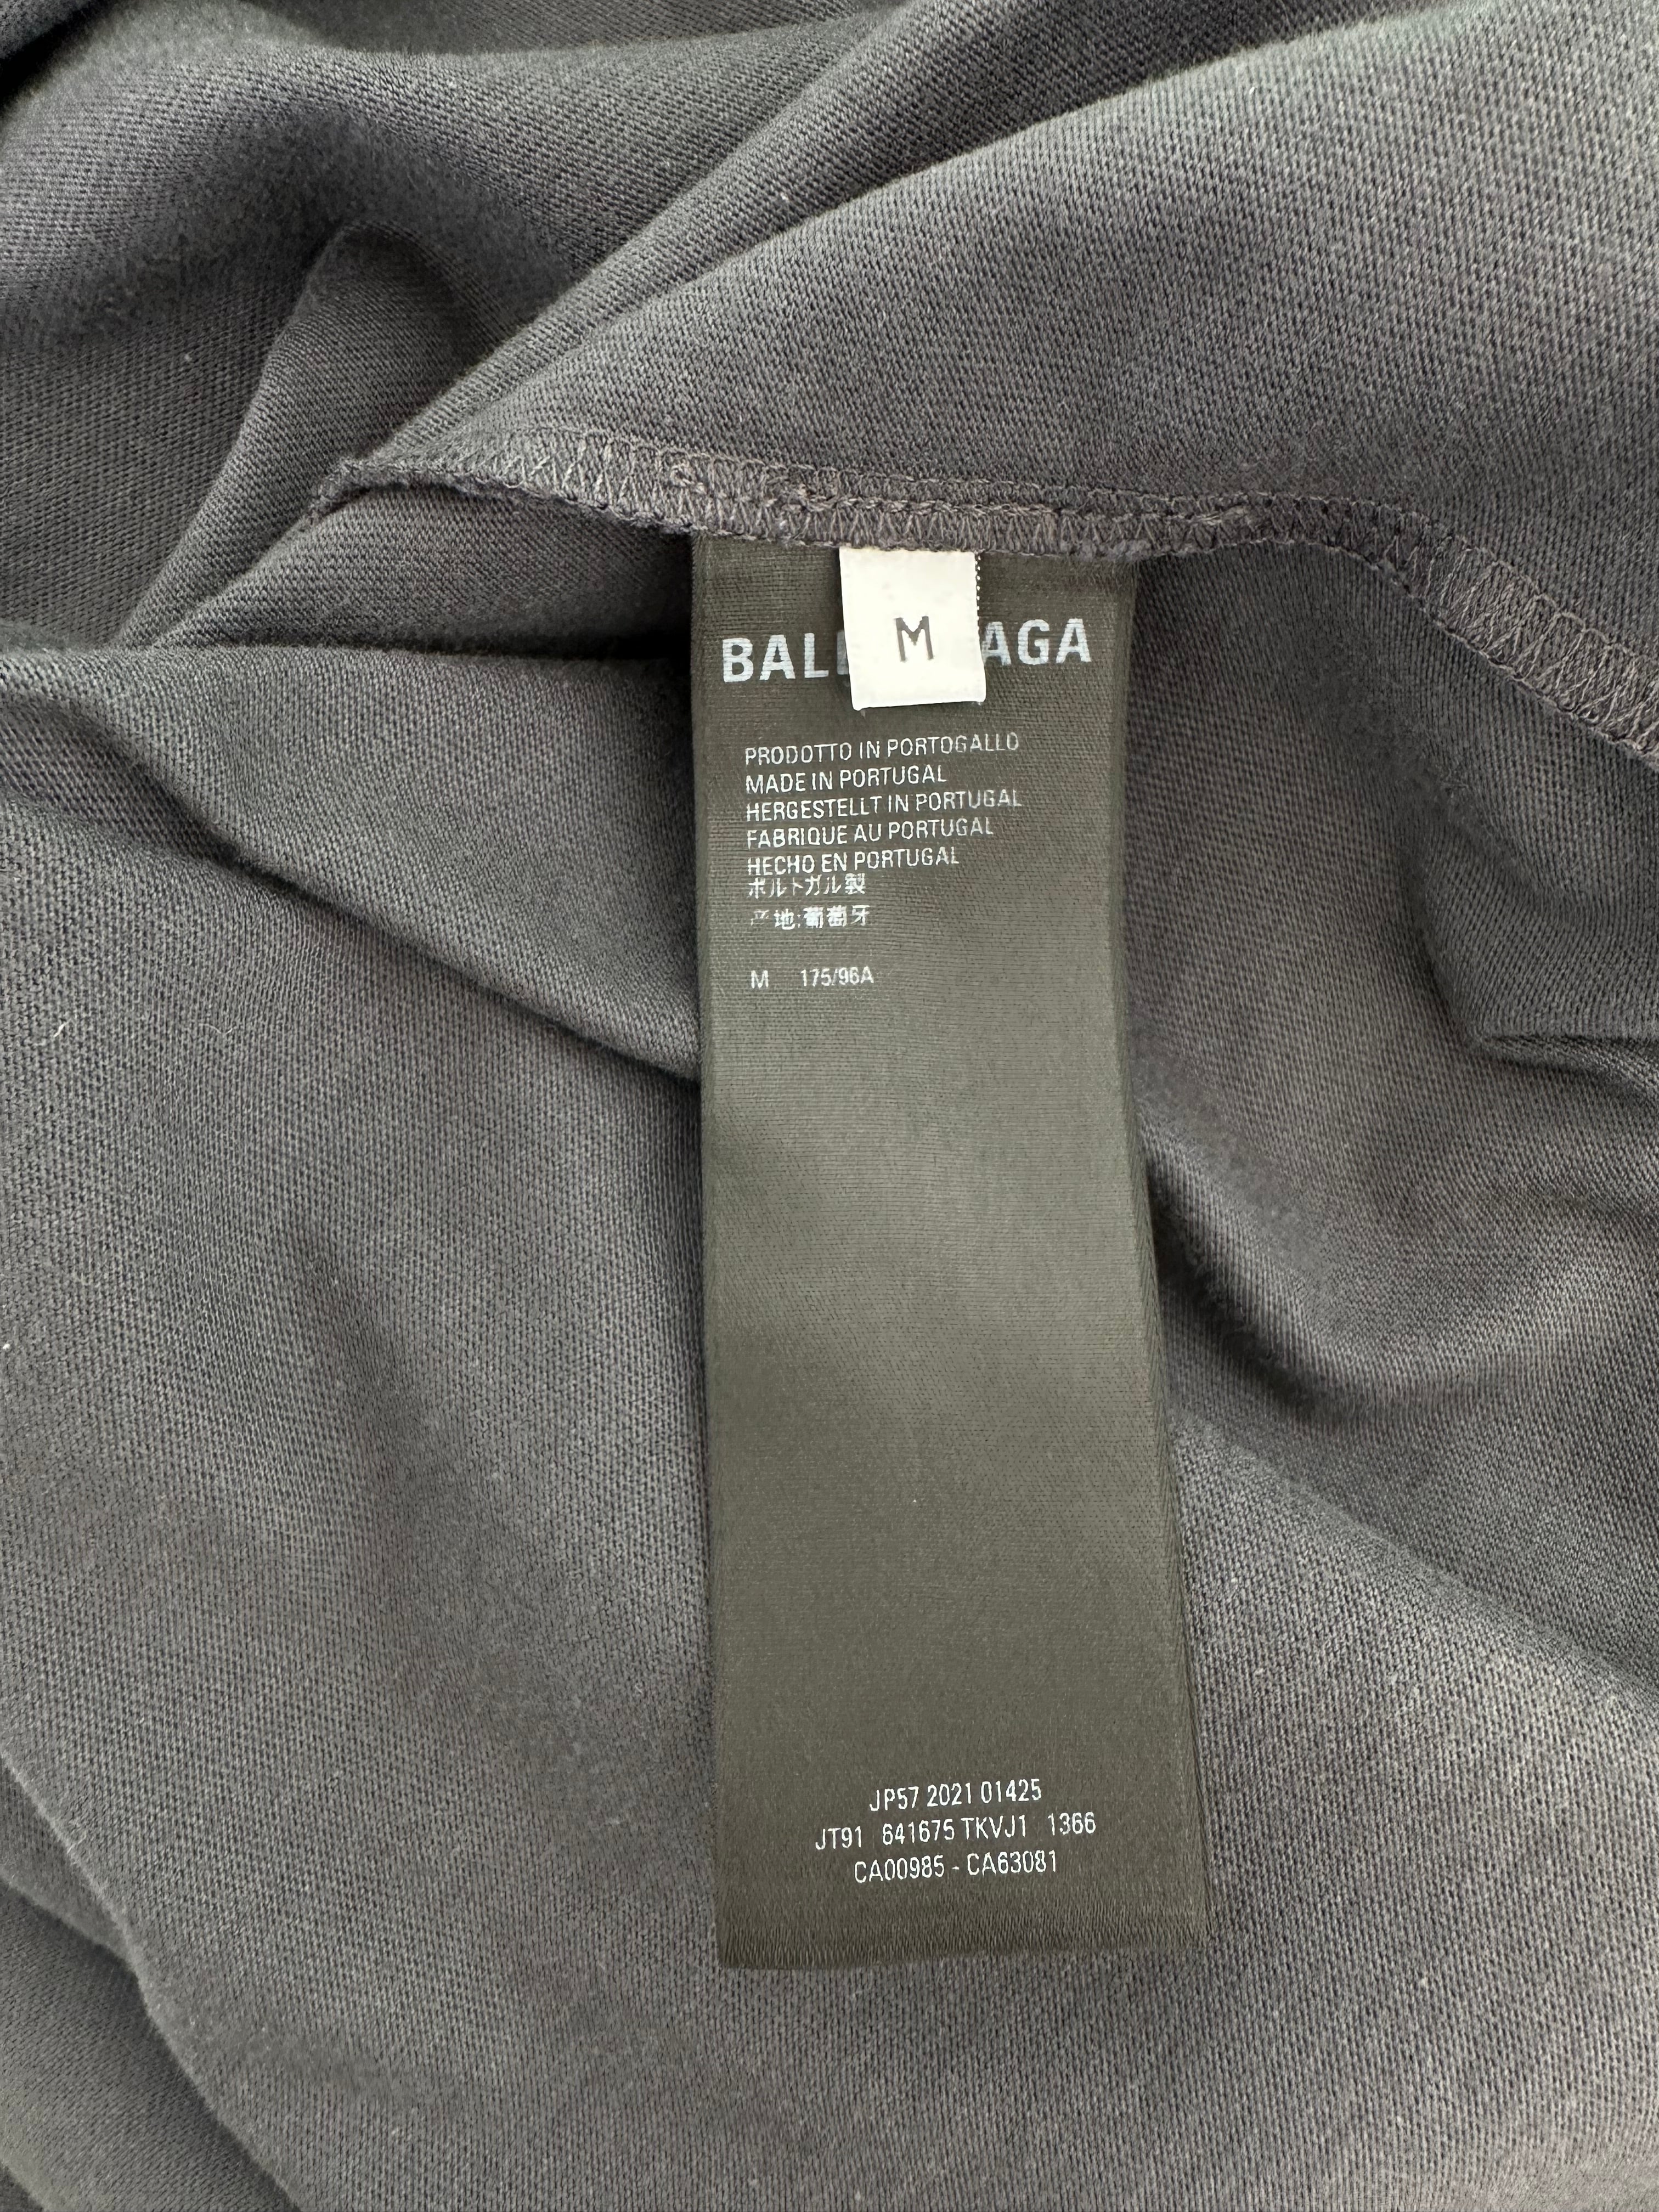 M
BAL AGA
PRODOTTO IN PORTOGALLO
MADE IN PORTUGAL
HERGESTELLT IN PORTUGAL
FABRIQUE AU PORTUGAL
HECHO EN PORTUGAL
ポルトガル製
产地:葡萄牙
M 175/96A
JP57 2021 01425
JT91 641675 TKVJ1 1366
CA00985 - CA63081